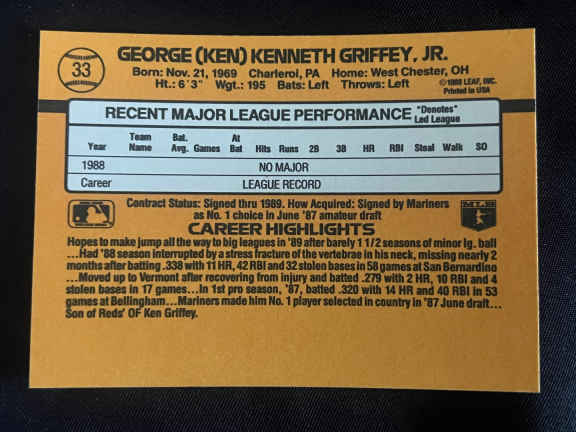 33
GEORGE (KEN) KENNETH GRIFFEY, JR.
Born: Nov. 21, 1969 Charleroi, PA Home: West Chester, OH
Ht.: 6'3" Wgt.: 195 Bats: Left Throws: Left
©1988 LEAF, INC.
Printed in USA
RECENT MAJOR LEAGUE PERFORMANCE
*Denotes*
Led League
Year Team Name Bat. Avg. Games At Bat Hits Runs 2B 3B HR RBI Steal Walk SO
1988 NO MAJOR
Career LEAGUE RECORD
Contract Status: Signed thru 1989. How Acquired: Signed by Mariners
as No. 1 choice in June '87 amateur draft
MLB
CAREER HIGHLIGHTS
Hopes to make jump all the way to big leagues in '89 after barely 1 1/2 seasons of minor lg. ball
...Had '88 season interrupted by a stress fracture of the vertebrae in his neck, missing nearly 2
months after batting .338 with 11 HR, 42 RBI and 32 stolen bases in 58 games at San Bernardino
...Moved up to Vermont after recovering from injury and batted .279 with 2 HR, 10 RBI and 4
stolen bases in 17 games...In 1st pro season, '87, batted .320 with 14 HR and 40 RBI in 53
games at Bellingham...Mariners made him No. 1 player selected in country in '87 June draft...
Son of Reds' OF Ken Griffey.